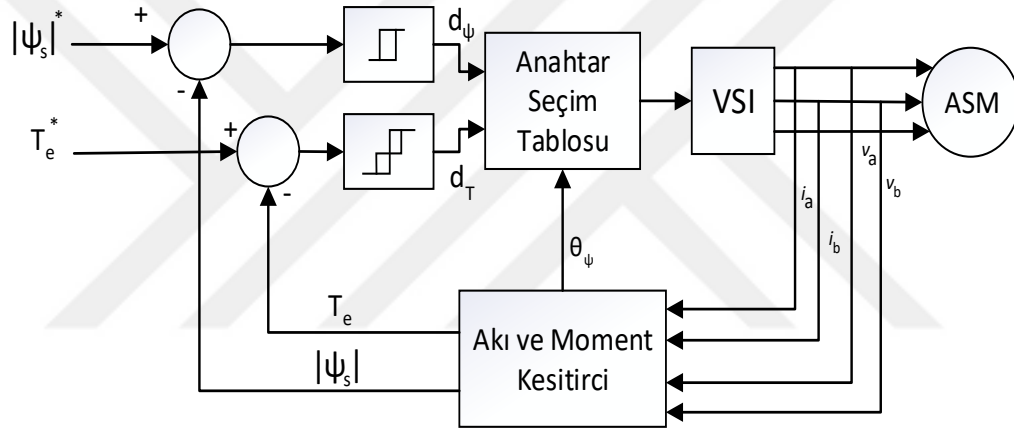 |ψs|*
+
-
dψ
Te*
+
-
dT
Anahtar
Seçim
Tablosu
VSI
ASM
va
vb
ia
ib
θψ
Te
|ψs|
Akı ve Moment
Kesitirci